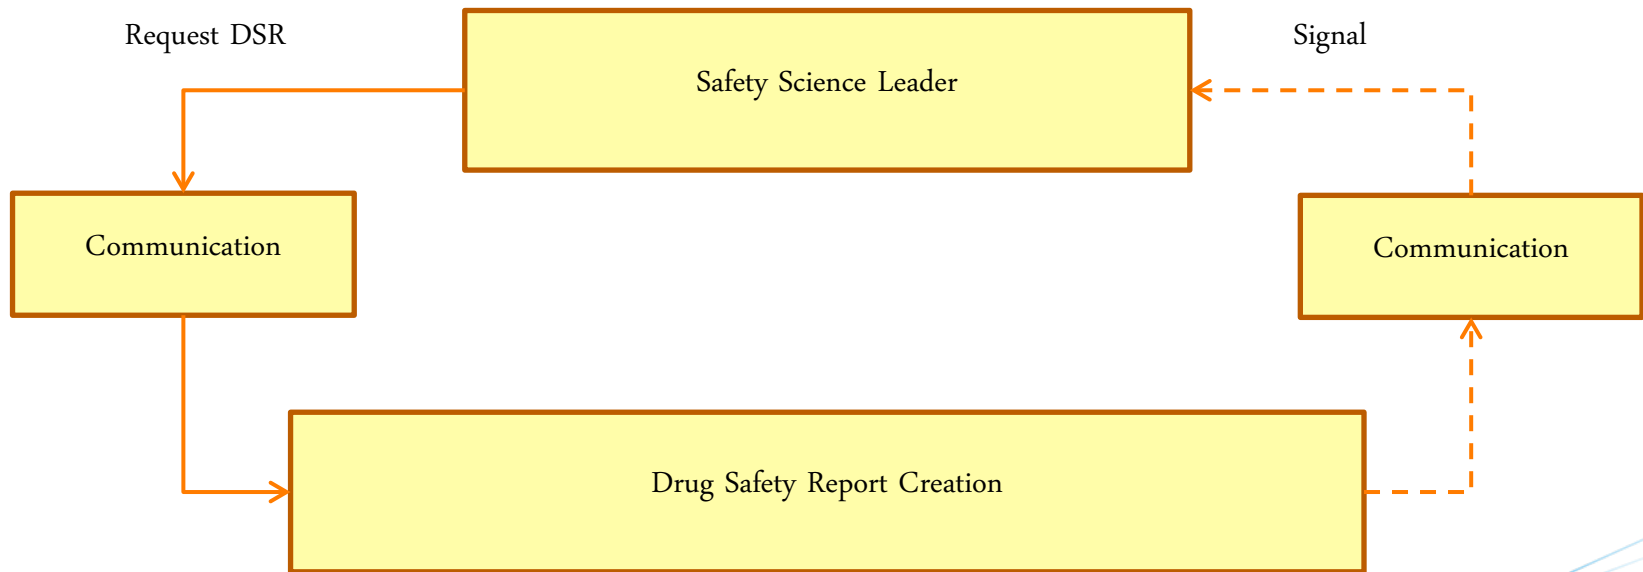 Request DSR
Safety Science Leader
Signal
Communication
Communication
Drug Safety Report Creation